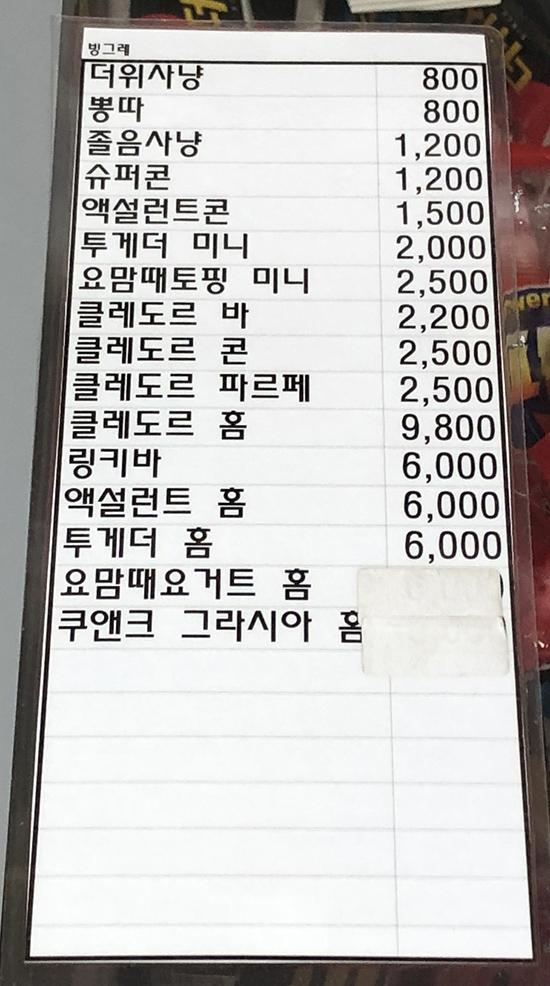 빙그레
더위사냥 800
뽕따 800
졸음사냥 1,200
슈퍼콘 1,200
액설런트콘 1,500
투게더 미니 2,000
요맘때토핑 미니 2,500
클레도르 바 2,200
클레도르 콘 2,500
클레도르 파르페 2,500
클레도르 홈 9,800
링키바 6,000
액설런트 홈 6,000
투게더 홈 6,000
요맘때요거트 홈
쿠앤크 그라시아 홈